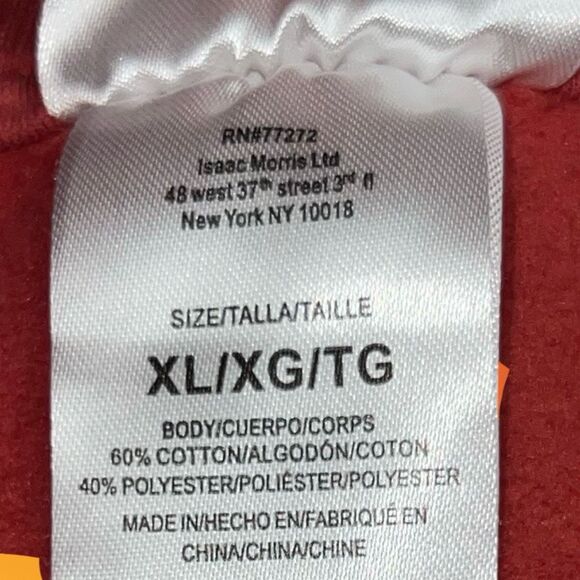 RN#77272
Isaac Morris Ltd
48 west 37th street 3rd fl
New York NY 10018
SIZE/TALLA/TAILLE
XL/XG/TG
BODY/CUERPO/CORPS
60% COTTON/ALGODÓN/COTON
40% POLYESTER/POLIÉSTER/POLYESTER
MADE IN/HECHO EN/FABRIQUÉ EN
CHINA/CHINA/CHINE